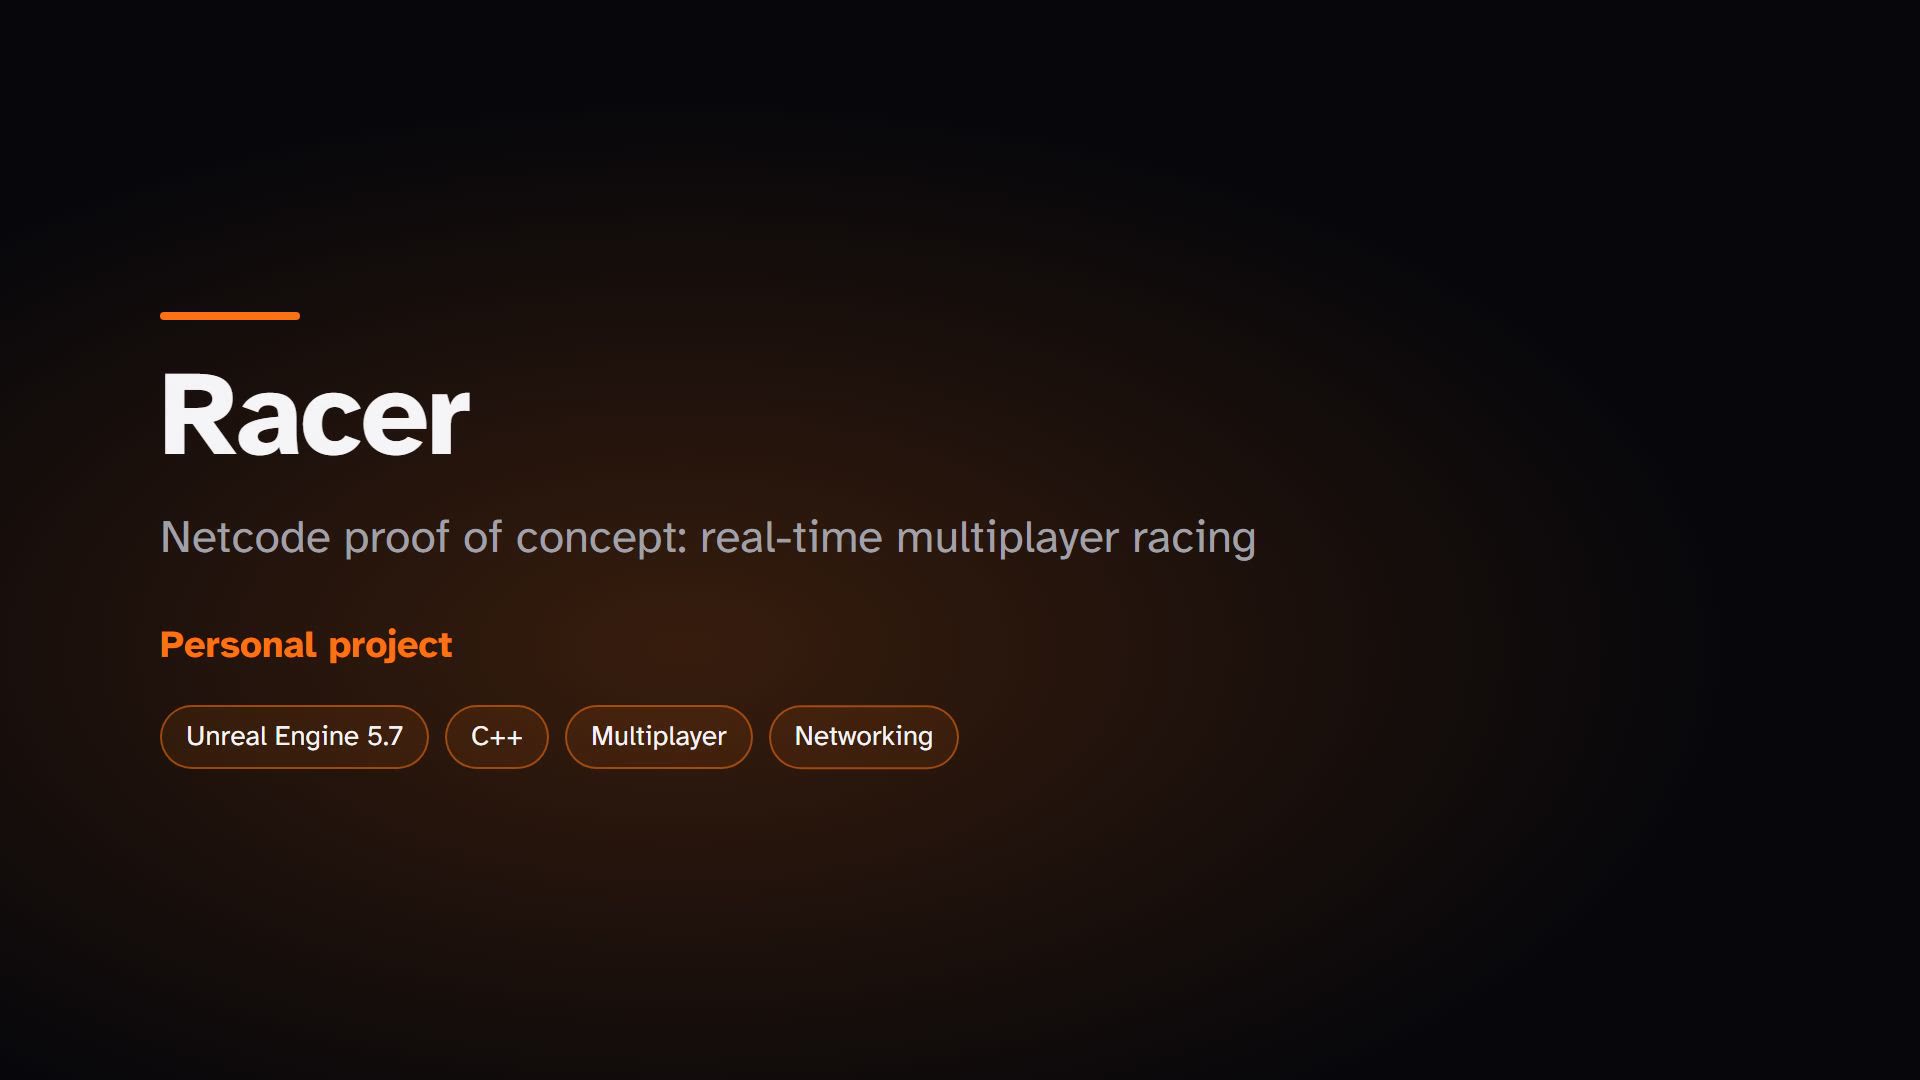 Racer
Netcode proof of concept: real-time multiplayer racing
Personal project
Unreal Engine 5.7 C++ Multiplayer Networking